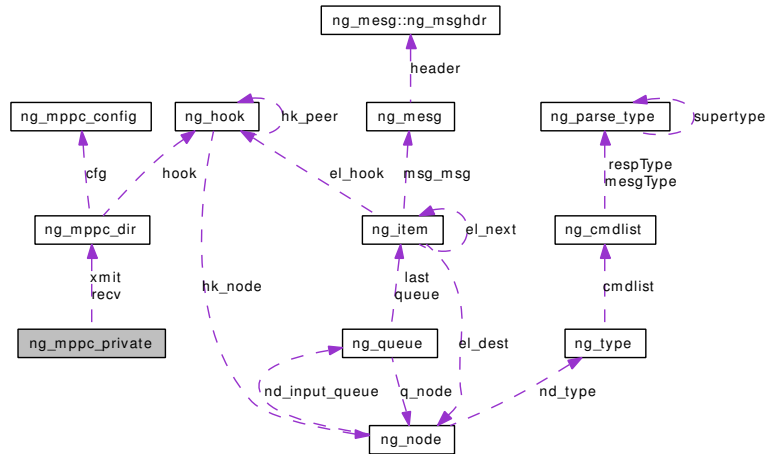 ng_mesg::ng_msghdr
header
ng_mppc_config
ng_hook
hk_peer
ng_mesg
ng_parse_type
supertype
cfg
hook
el_hook
msg_msg
respType
mesgType
ng_mppc_dir
ng_item
el_next
ng_cmdlist
xmit
recv
hk_node
last
queue
cmdlist
ng_mppc_private
ng_queue
el_dest
ng_type
nd_input_queue
q_node
nd_type
ng_node